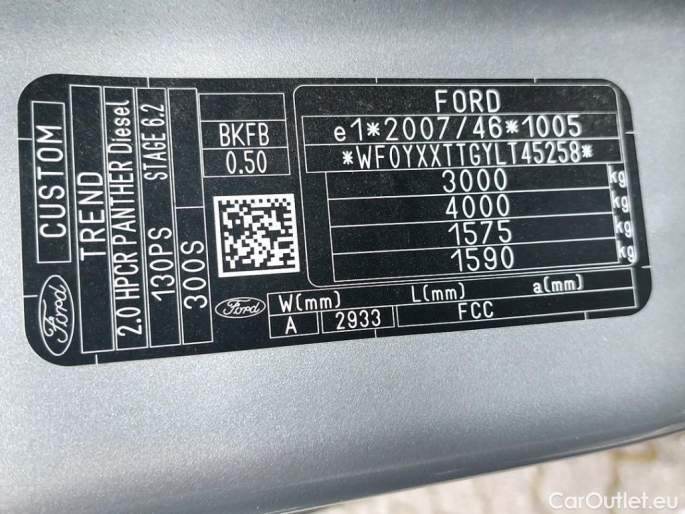 CUSTOM
TREND
2.0 HPCR PANTHER Diesel
130PS STAGE 6.2
300S
BKFB
0.50
FORD
e1*2007/46*1005
*WF0YXXTTGYLT45258*
3000 kg
4000 kg
1575 kg
1590 kg
Ford
Ford
W(mm) L(mm) a(mm)
A 2933 FCC
CarOutlet.eu